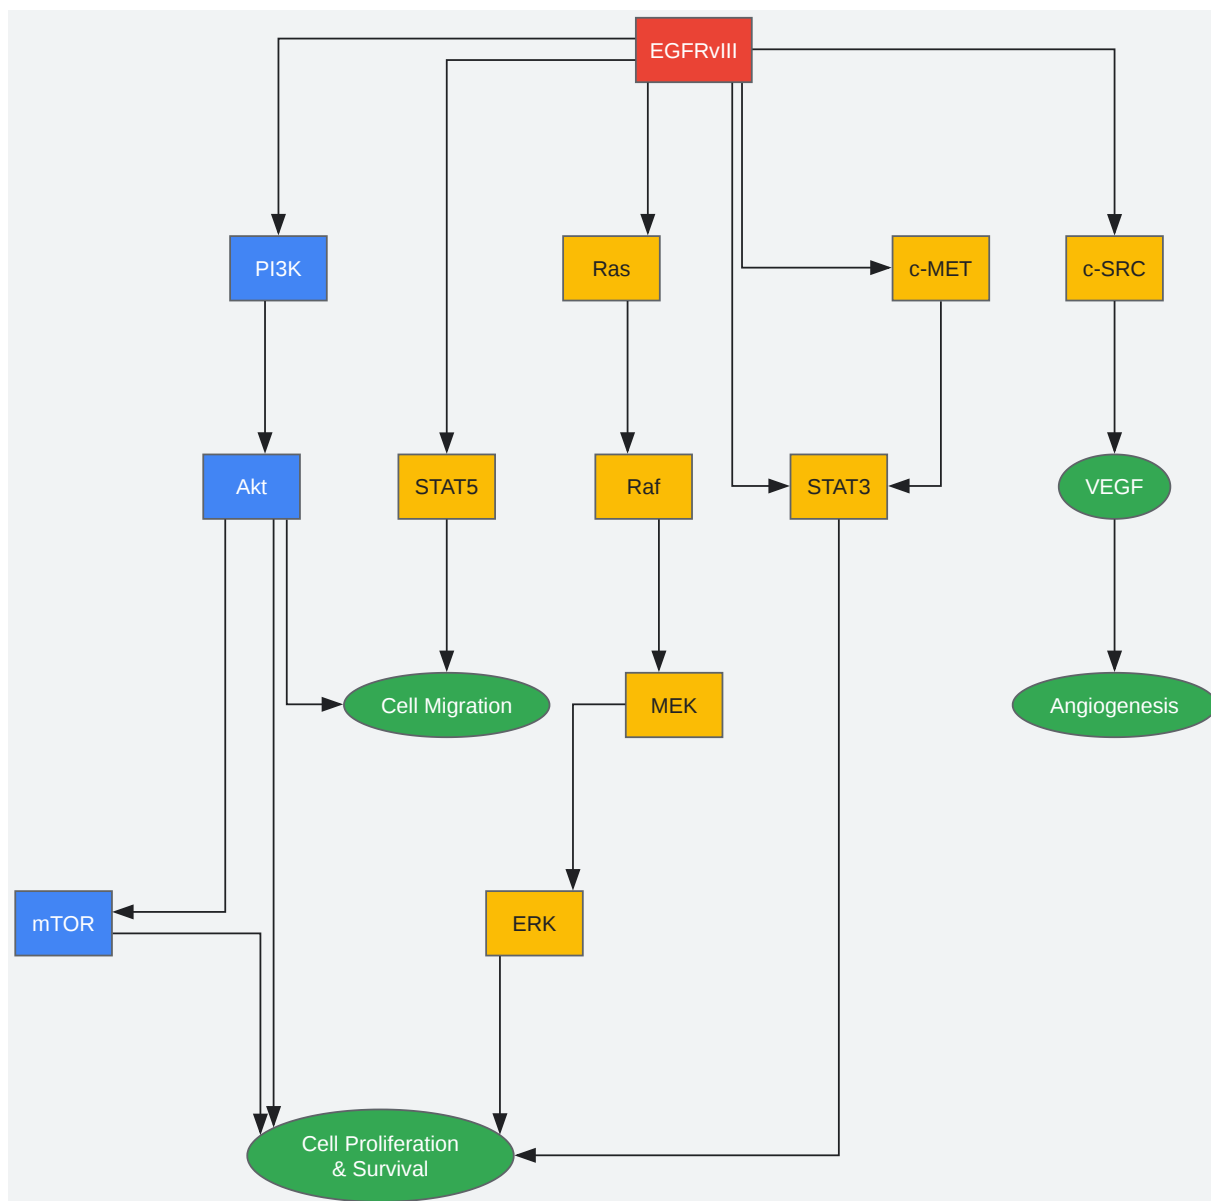 EGFRvIII
PI3K
Ras
c-MET
c-SRC
Akt
STAT5
Raf
STAT3
VEGF
Cell Migration
MEK
Angiogenesis
mTOR
ERK
Cell Proliferation
& Survival